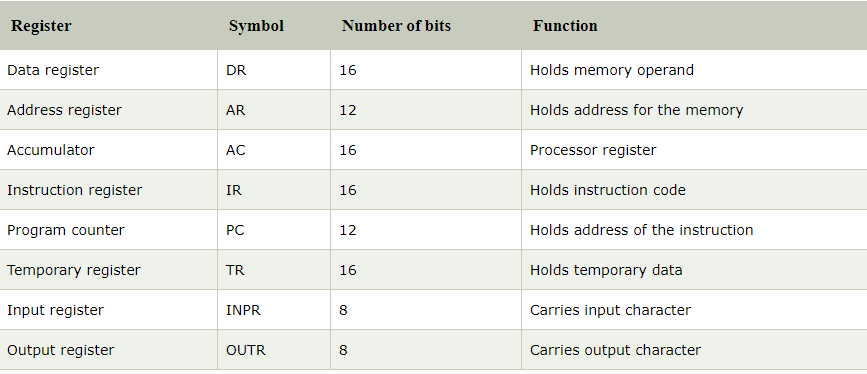 Register Symbol Number of bits Function
Data register DR 16 Holds memory operand
Address register AR 12 Holds address for the memory
Accumulator AC 16 Processor register
Instruction register IR 16 Holds instruction code
Program counter PC 12 Holds address of the instruction
Temporary register TR 16 Holds temporary data
Input register INPR 8 Carries input character
Output register OUTR 8 Carries output character